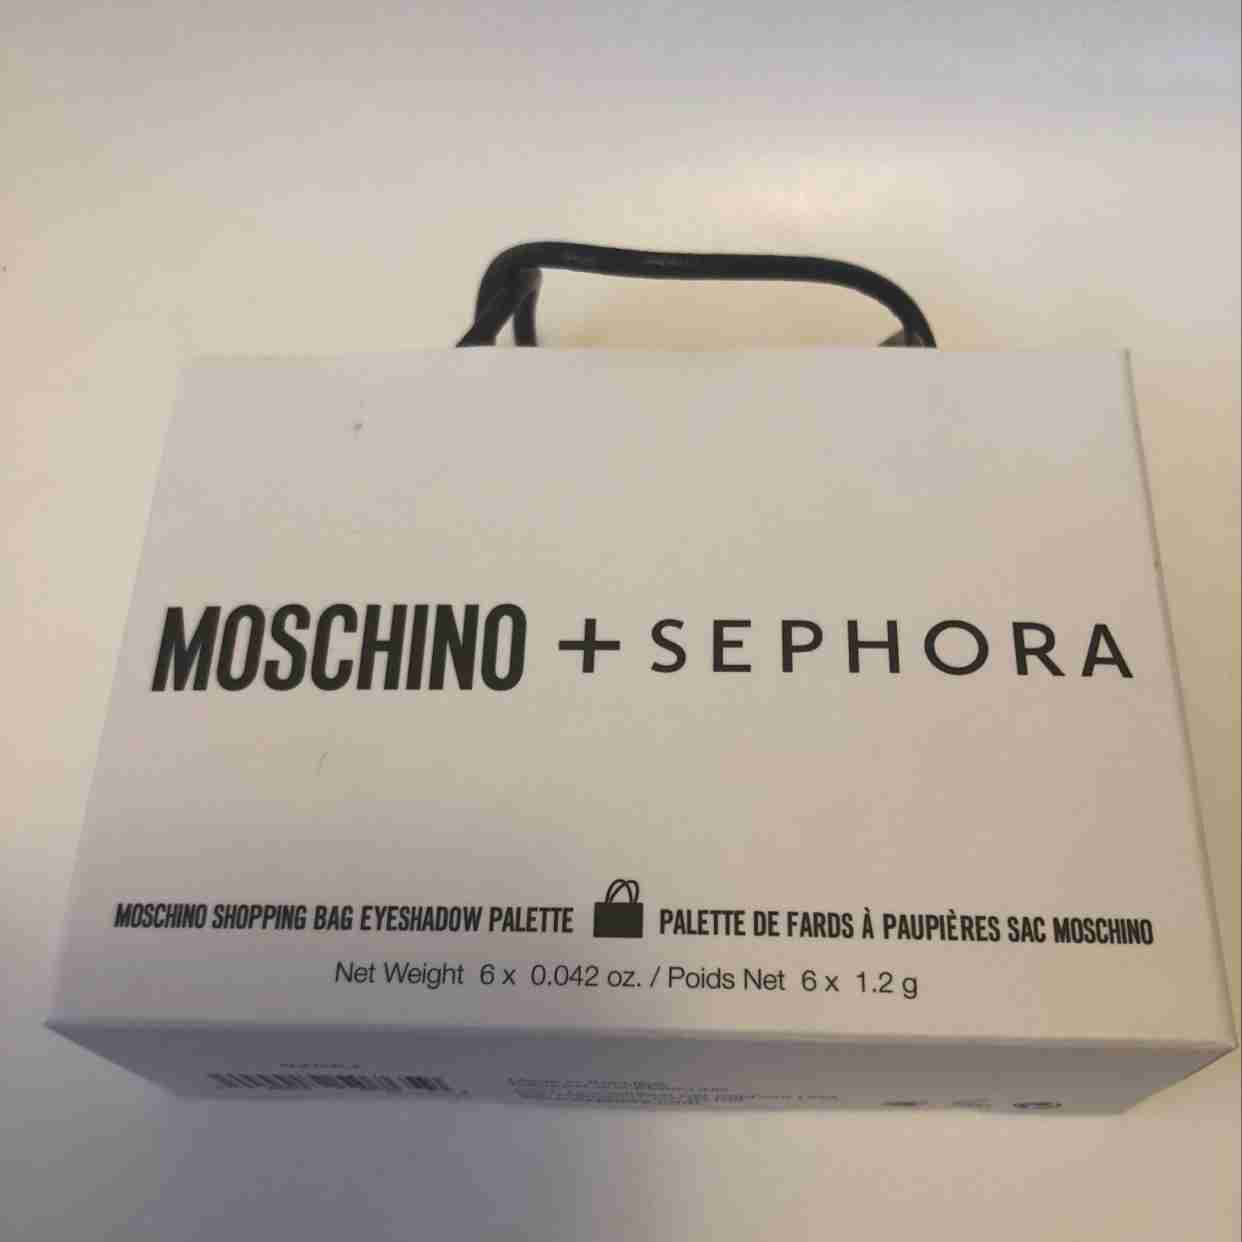 MOSCHINO + SEPHORA
MOSCHINO SHOPPING BAG EYESHADOW PALETTE PALETTE DE FARDS À PAUPIÈRES SAC MOSCHINO
Net Weight 6 x 0.042 oz. / Poids Net 6 x 1.2 g